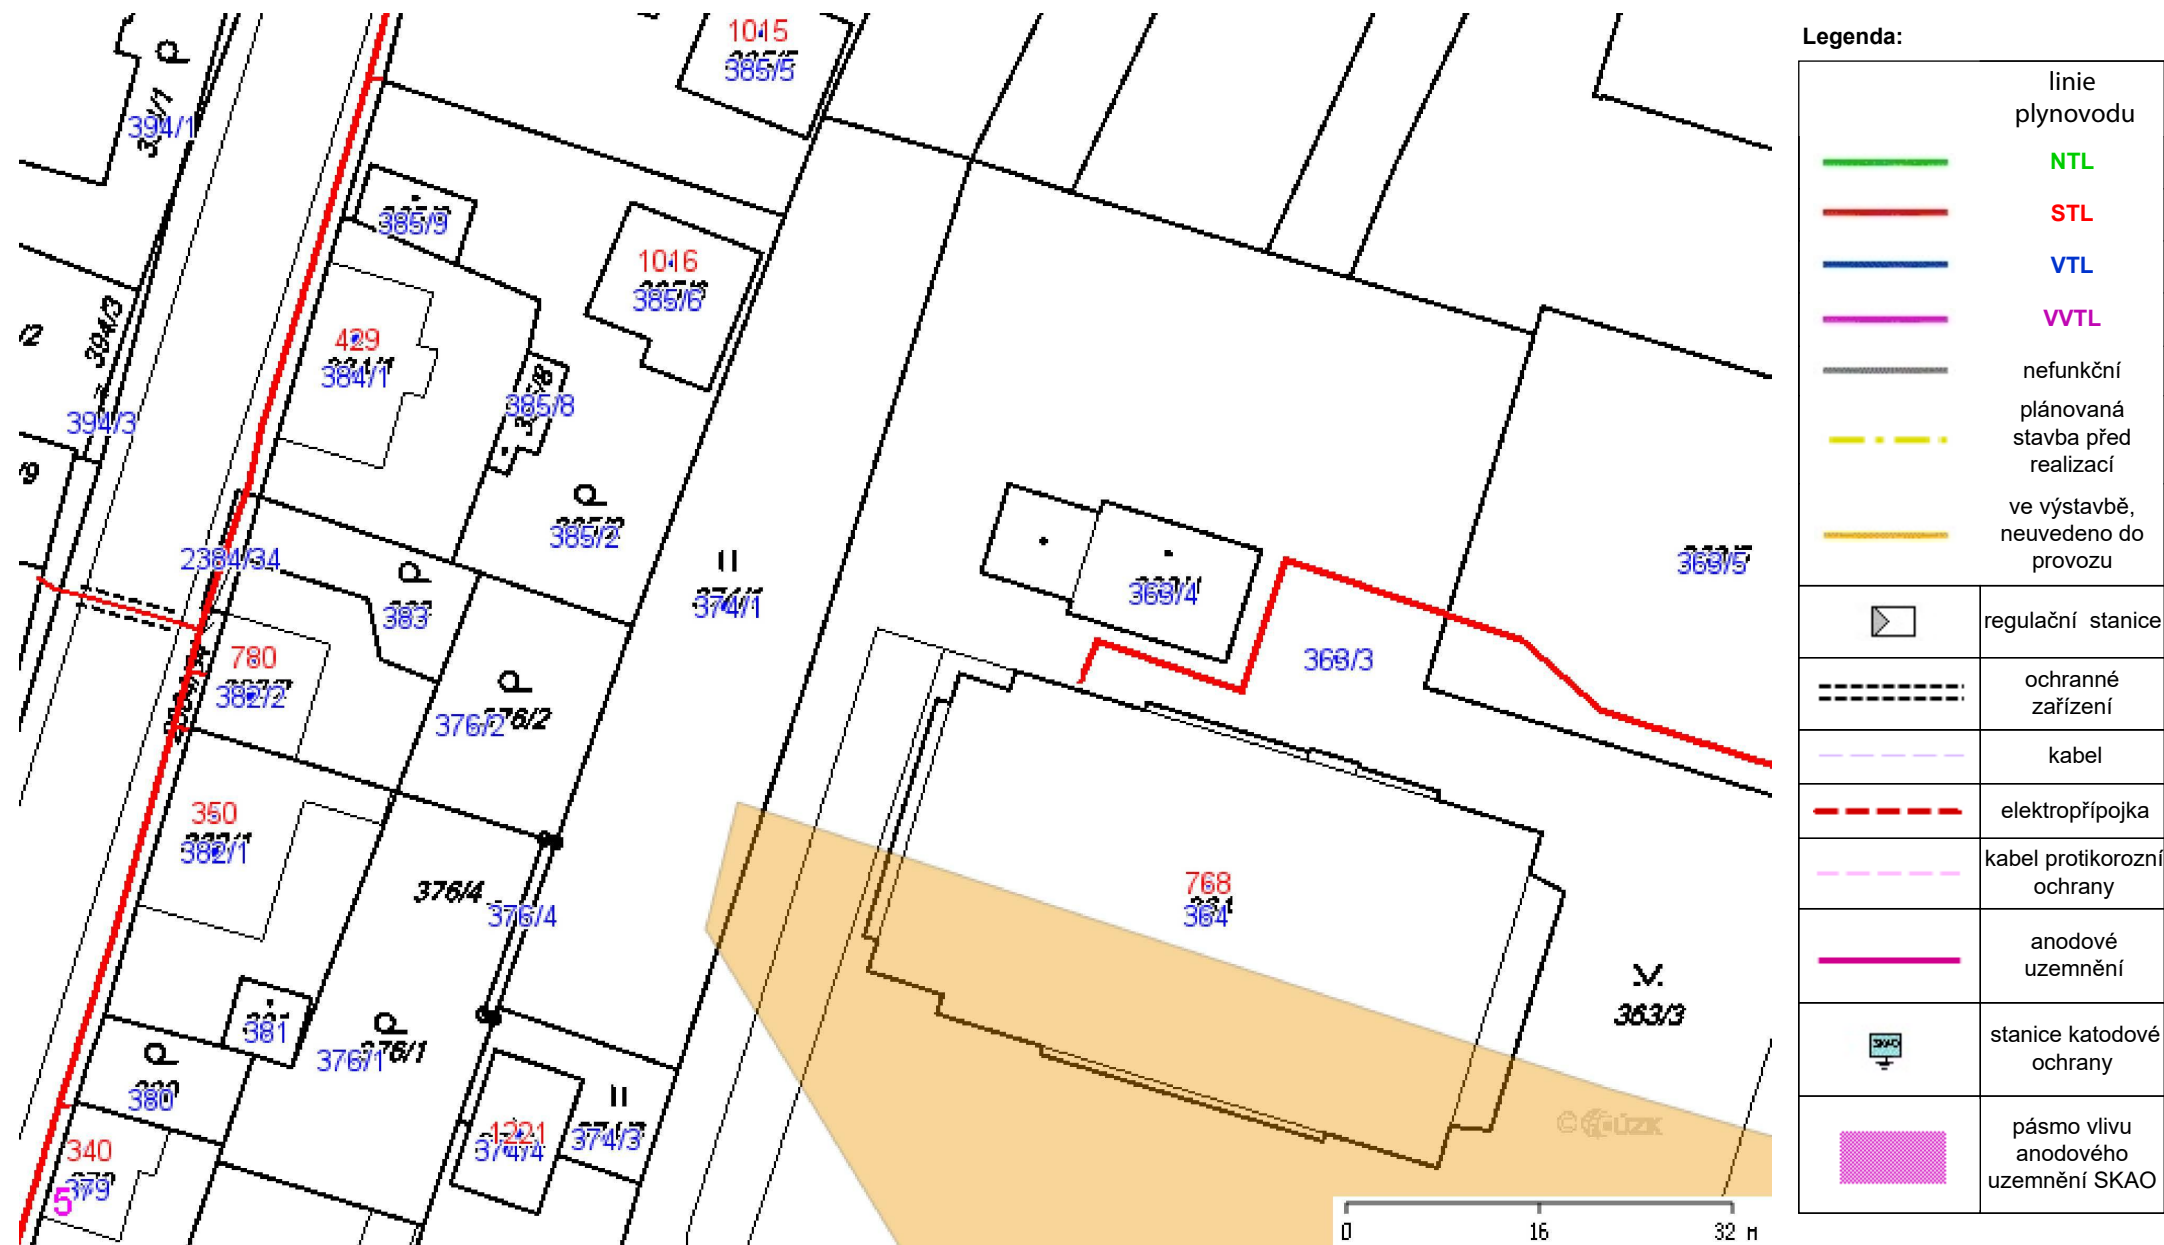 1015
385/5
394/1
385/9
1016
385/6
429
384/1
394/3
394/3
385/8
385/2
2384/34
383
374/1
363/4
363/5
363/3
780
382/2
376/2
376/2
350
382/1
376/4
376/4
768
364
363/3
381
376/1
376/1
380
340
379
5
1221
374/4
374/3
0 16 32 M
Legenda:
linie
plynovodu
NTL
STL
VTL
VVTL
nefunkční
plánovaná
stavba před
realizací
ve výstavbě,
neuvedeno do
provozu
regulační stanice
ochranné
zařízení
kabel
elektropřípojka
kabel protikorozní
ochrany
anodové
uzemnění
stanice katodové
ochrany
pásmo vlivu
anodového
uzemnění SKAO